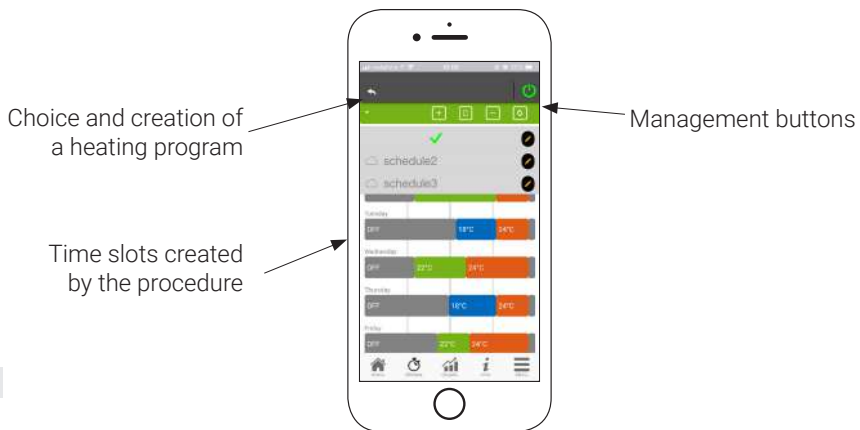 Choice and creation of
a heating program
Management buttons
schedule2
schedule3
Time slots created
by the procedure
Tuesday
OFF 18°C 24°C
Wednesday
OFF 22°C 24°C
Thursday
OFF 18°C 24°C
Friday
OFF 22°C 24°C